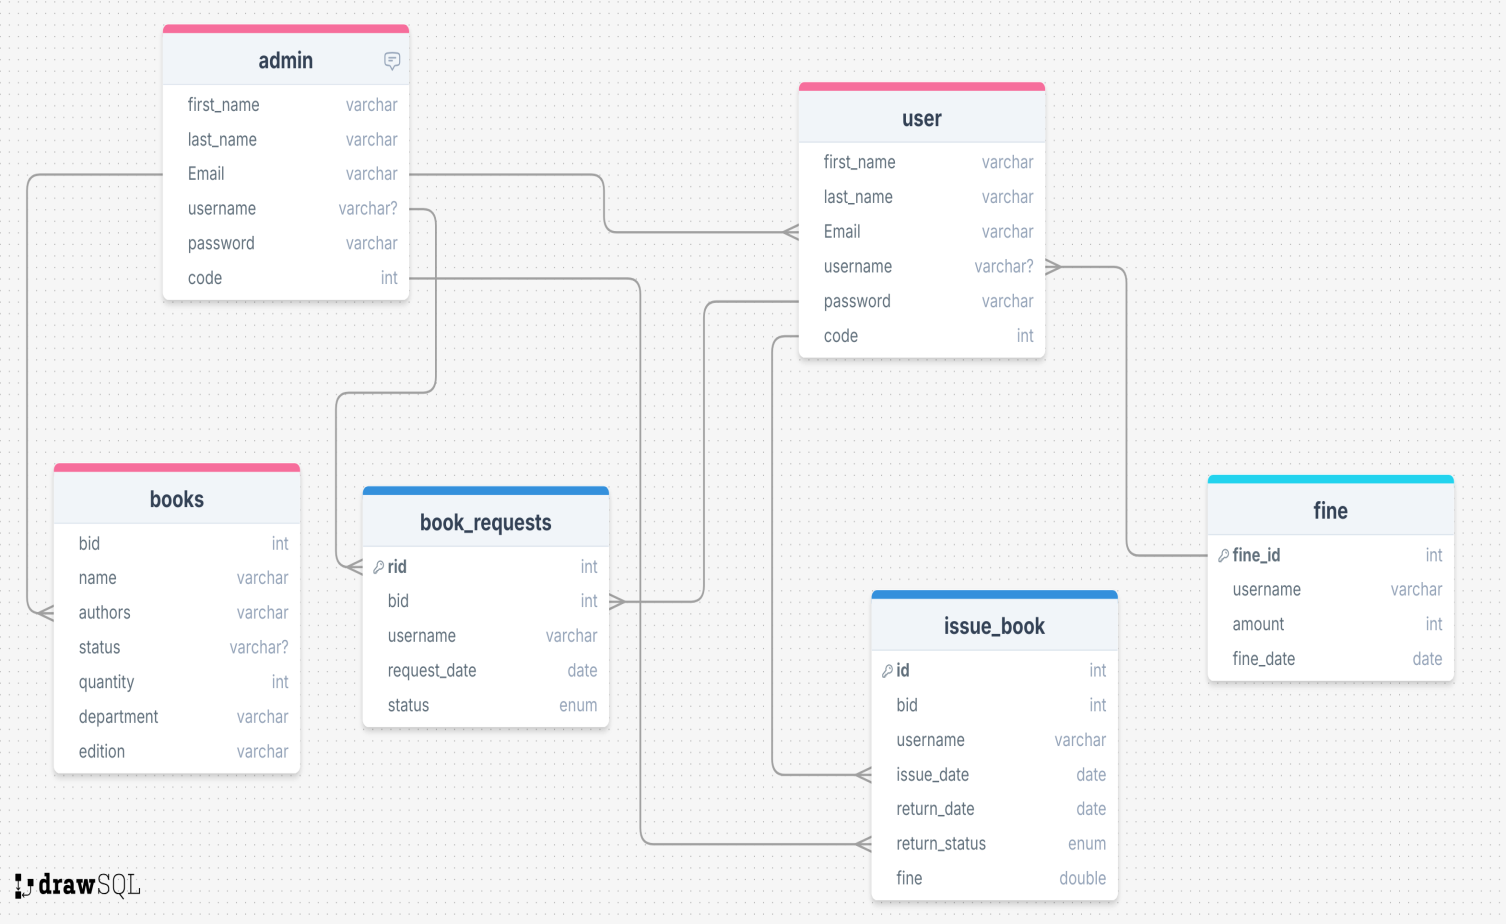 admin
first_name varchar
last_name varchar
Email varchar
username varchar?
password varchar
code int
user
first_name varchar
last_name varchar
Email varchar
username varchar?
password varchar
code int
books
bid int
name varchar
authors varchar
status varchar?
quantity int
department varchar
edition varchar
book_requests
rid int
bid int
username varchar
request_date date
status enum
issue_book
id int
bid int
username varchar
issue_date date
return_date date
return_status enum
fine double
fine
fine_id int
username varchar
amount int
fine_date date
drawSQL